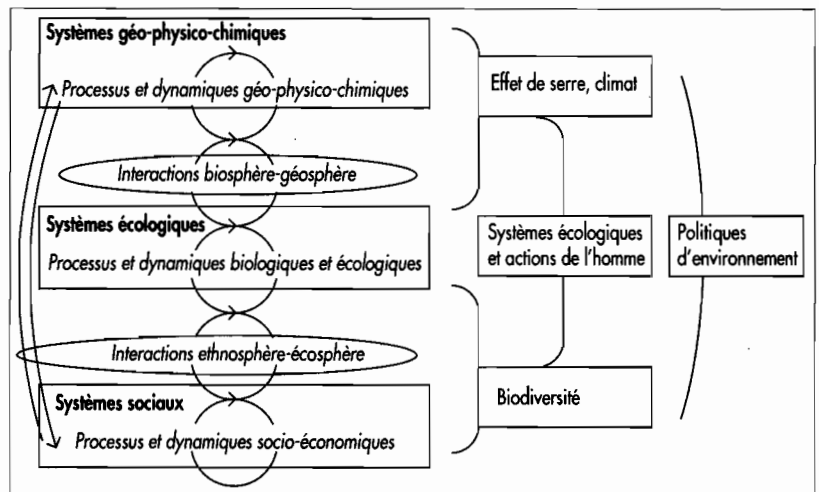 Systèmes géo-physico-chimiques
Processus et dynamiques géo-physico-chimiques
Interactions biosphère-géosphère
Systèmes écologiques
Processus et dynamiques biologiques et écologiques
Interactions ethnosphère-écosphère
Systèmes sociaux
Processus et dynamiques socio-économiques
Effet de serre, climat
Systèmes écologiques
et actions de l'homme
Biodiversité
Politiques
d'environnement